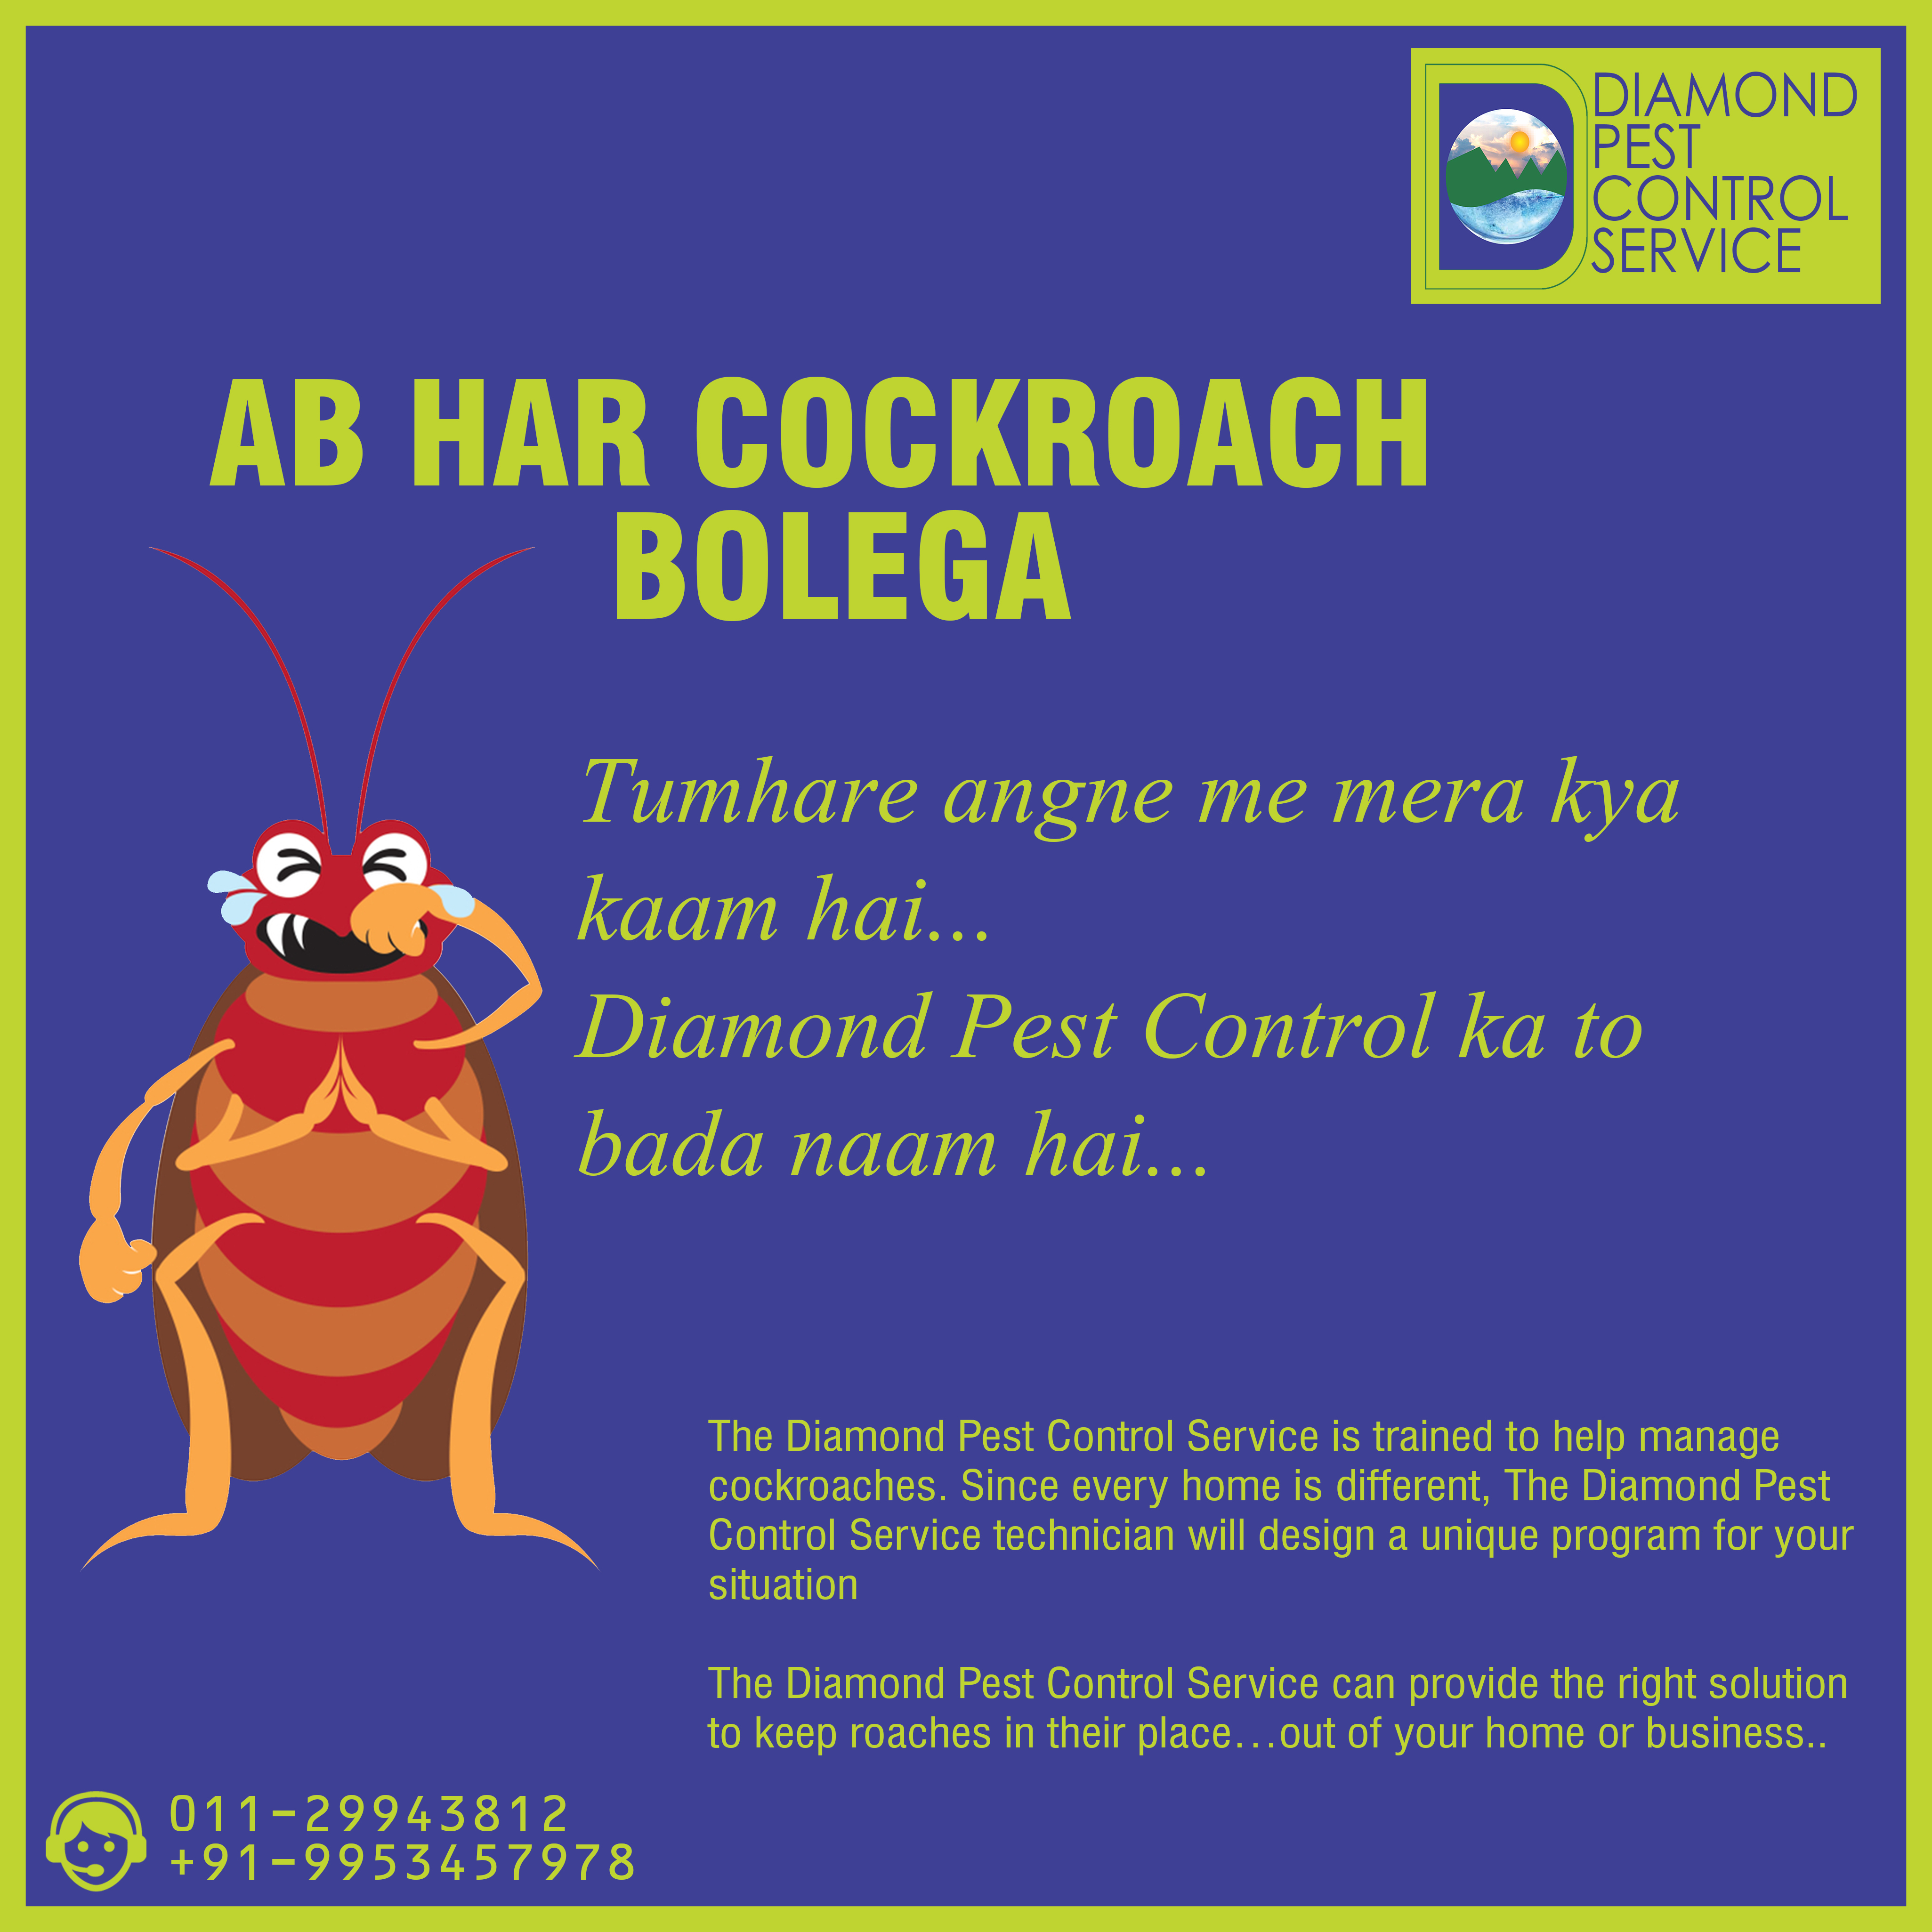 DIAMOND
PEST
CONTROL
SERVICE
AB HAR COCKROACH
BOLEGA
Tumhare angne me mera kya
kaam hai...
Diamond Pest Control ka to
bada naam hai...
The Diamond Pest Control Service is trained to help manage
cockroaches. Since every home is different, The Diamond Pest
Control Service technician will design a unique program for your
situation
The Diamond Pest Control Service can provide the right solution
to keep roaches in their place...out of your home or business..
011-29943812
+91-9953457978